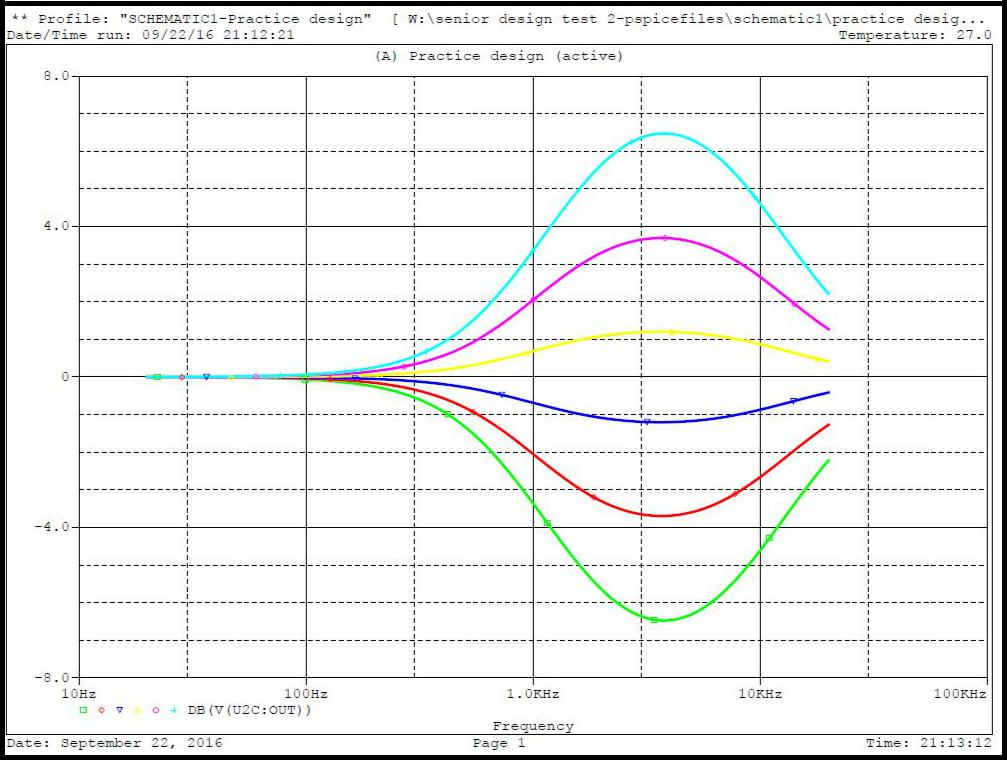 ** Profile: "SCHEMATIC1-Practice design"  [ W:\senior design test 2-pspicefiles\schematic1\practice desig...
Date/Time run: 09/22/16 21:12:21 Temperature: 27.0
(A) Practice design (active)
8.0
4.0
0
-4.0
-8.0
10Hz 100Hz 1.0KHz 10KHz 100KHz
DB(V(U2C:OUT))
Frequency
Date: September 22, 2016 Page 1 Time: 21:13:12